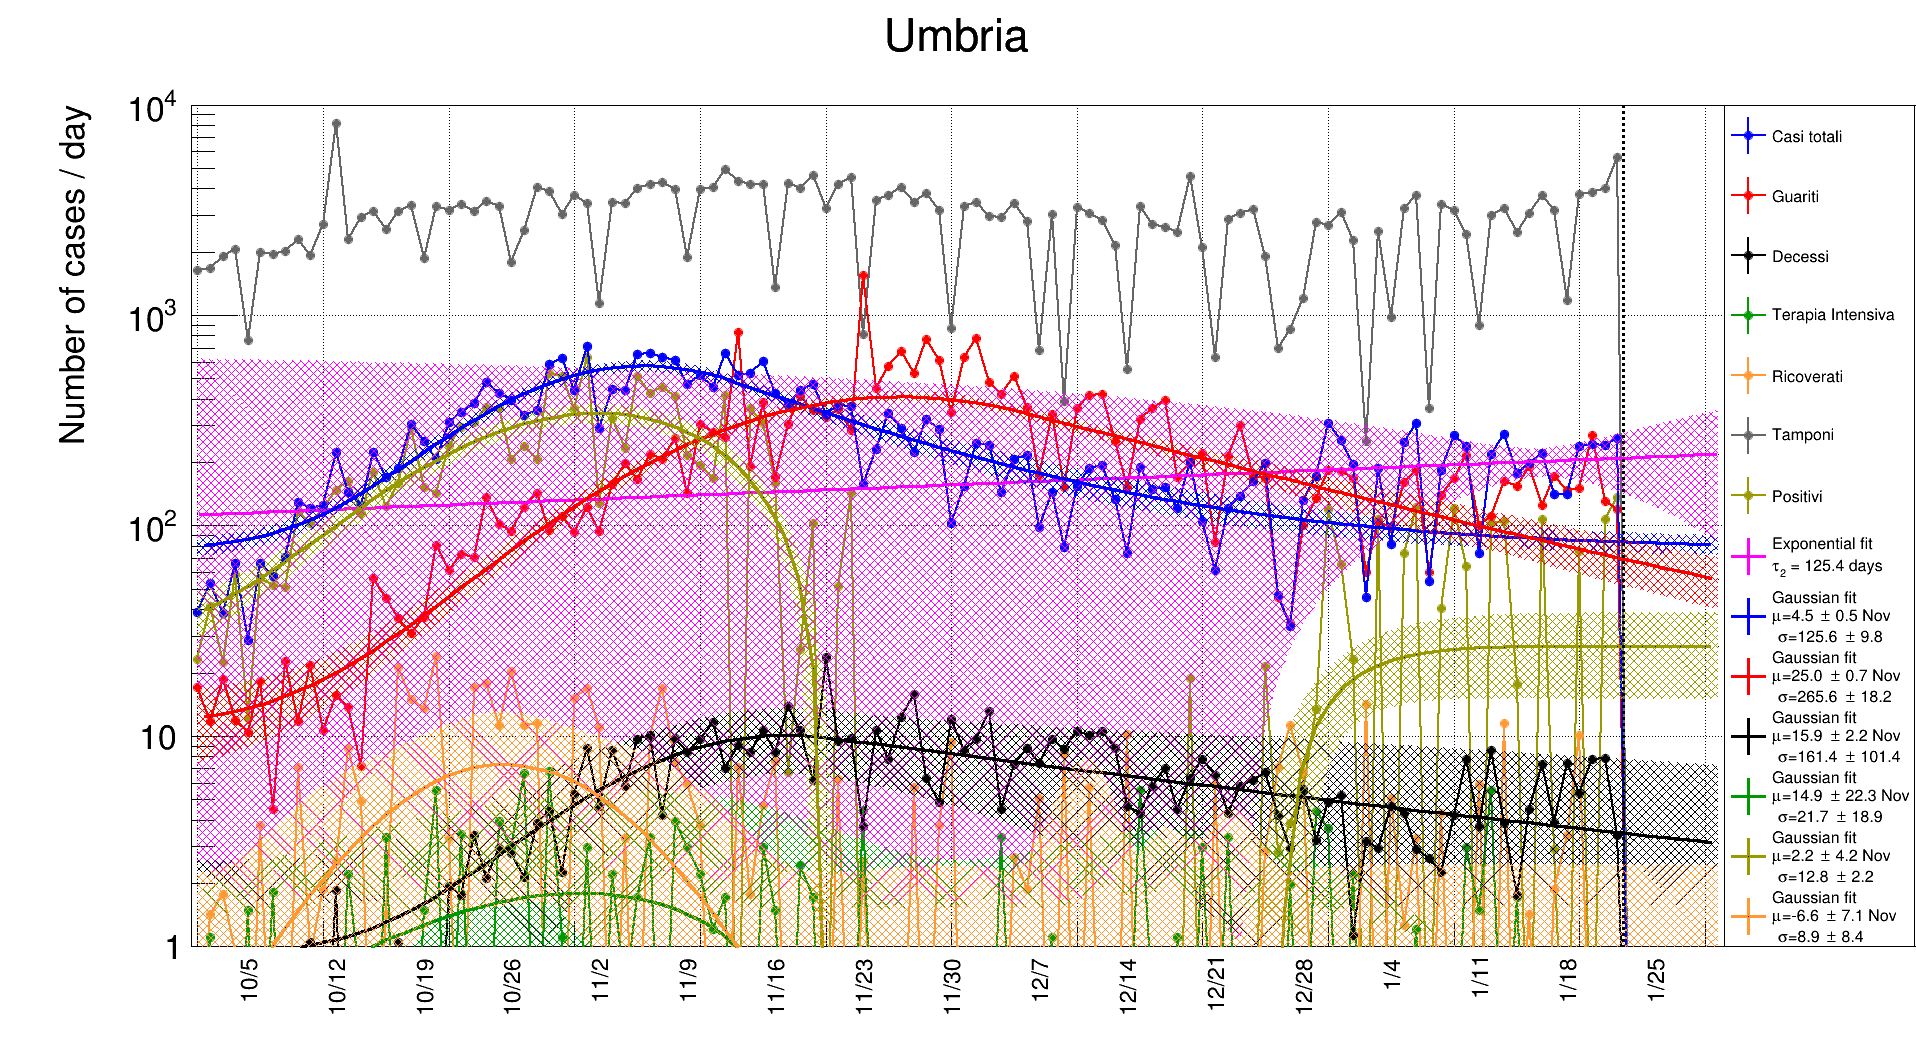 Umbria
Number of cases / day
10^4
10^3
10^2
10
1
10/5
10/12
10/19
10/26
11/2
11/9
11/16
11/23
11/30
12/7
12/14
12/21
12/28
1/4
1/11
1/18
1/25
Casi totali
Guariti
Decessi
Terapia Intensiva
Ricoverati
Tamponi
Positivi
Exponential fit
τ₂ = 125.4 days
Gaussian fit
μ=4.5 ± 0.5 Nov
σ=125.6 ± 9.8
Gaussian fit
μ=25.0 ± 0.7 Nov
σ=265.6 ± 18.2
Gaussian fit
μ=15.9 ± 2.2 Nov
σ=161.4 ± 101.4
Gaussian fit
μ=14.9 ± 22.3 Nov
σ=21.7 ± 18.9
Gaussian fit
μ=2.2 ± 4.2 Nov
σ=12.8 ± 2.2
Gaussian fit
μ=-6.6 ± 7.1 Nov
σ=8.9 ± 8.4